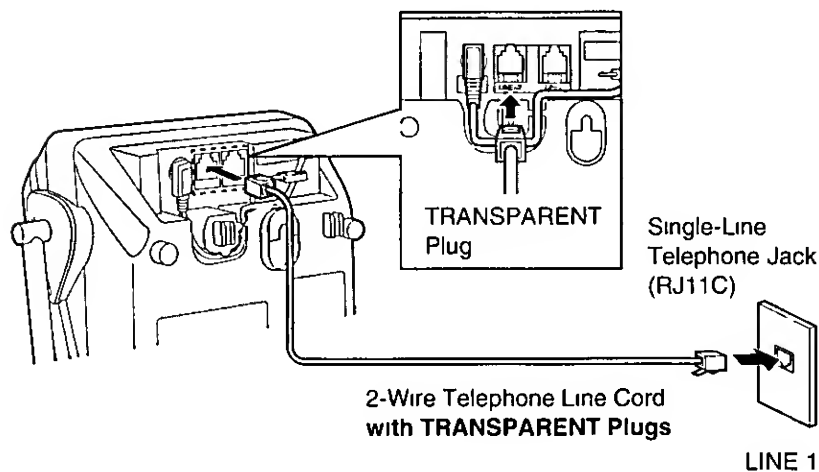 TRANSPARENT
Plug
Single-Line
Telephone Jack
(RJ11C)
2-Wire Telephone Line Cord
with TRANSPARENT Plugs
LINE 1